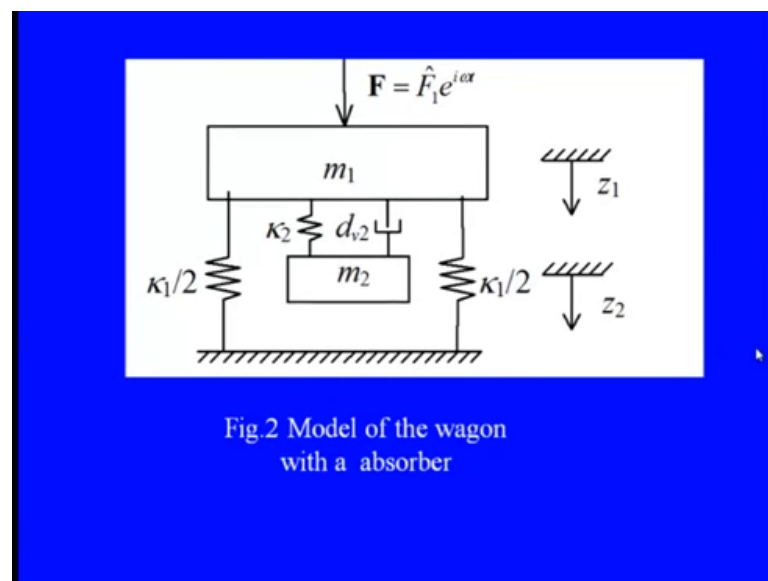 F = F̂₁e^{iωt}
m₁
z₁
κ₂ d_{v2}
m₂
κ₁/2 κ₁/2
z₂
Fig.2 Model of the wagon
with a absorber